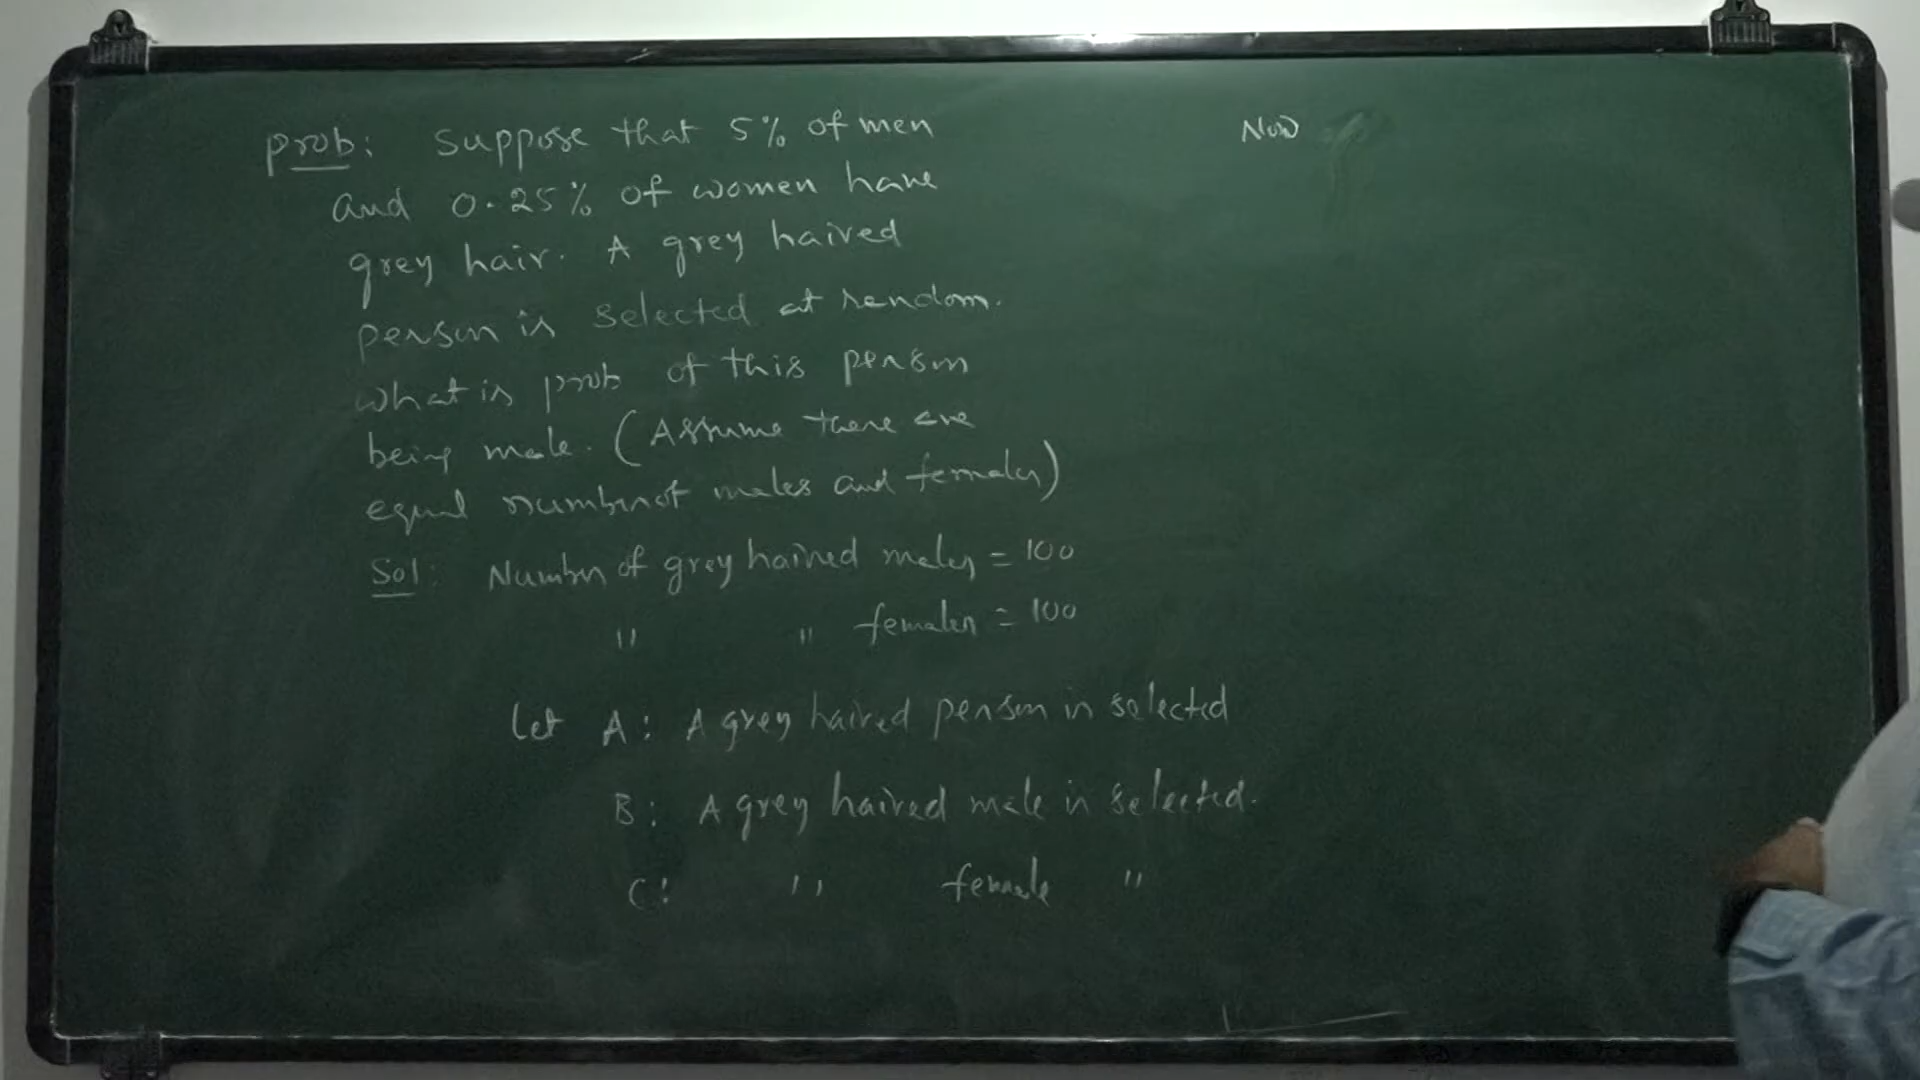 prob: Suppose that 5% of men
and 0.25% of women have
grey hair. A grey haired
person is selected at random.
what is prob of this person
being male. (Assume there are
equal number of males and females)
Sol: Number of grey haired males = 100
" " females = 100
Let A: A grey haired person is selected
B: A grey haired male is selected.
C: " female "
Now